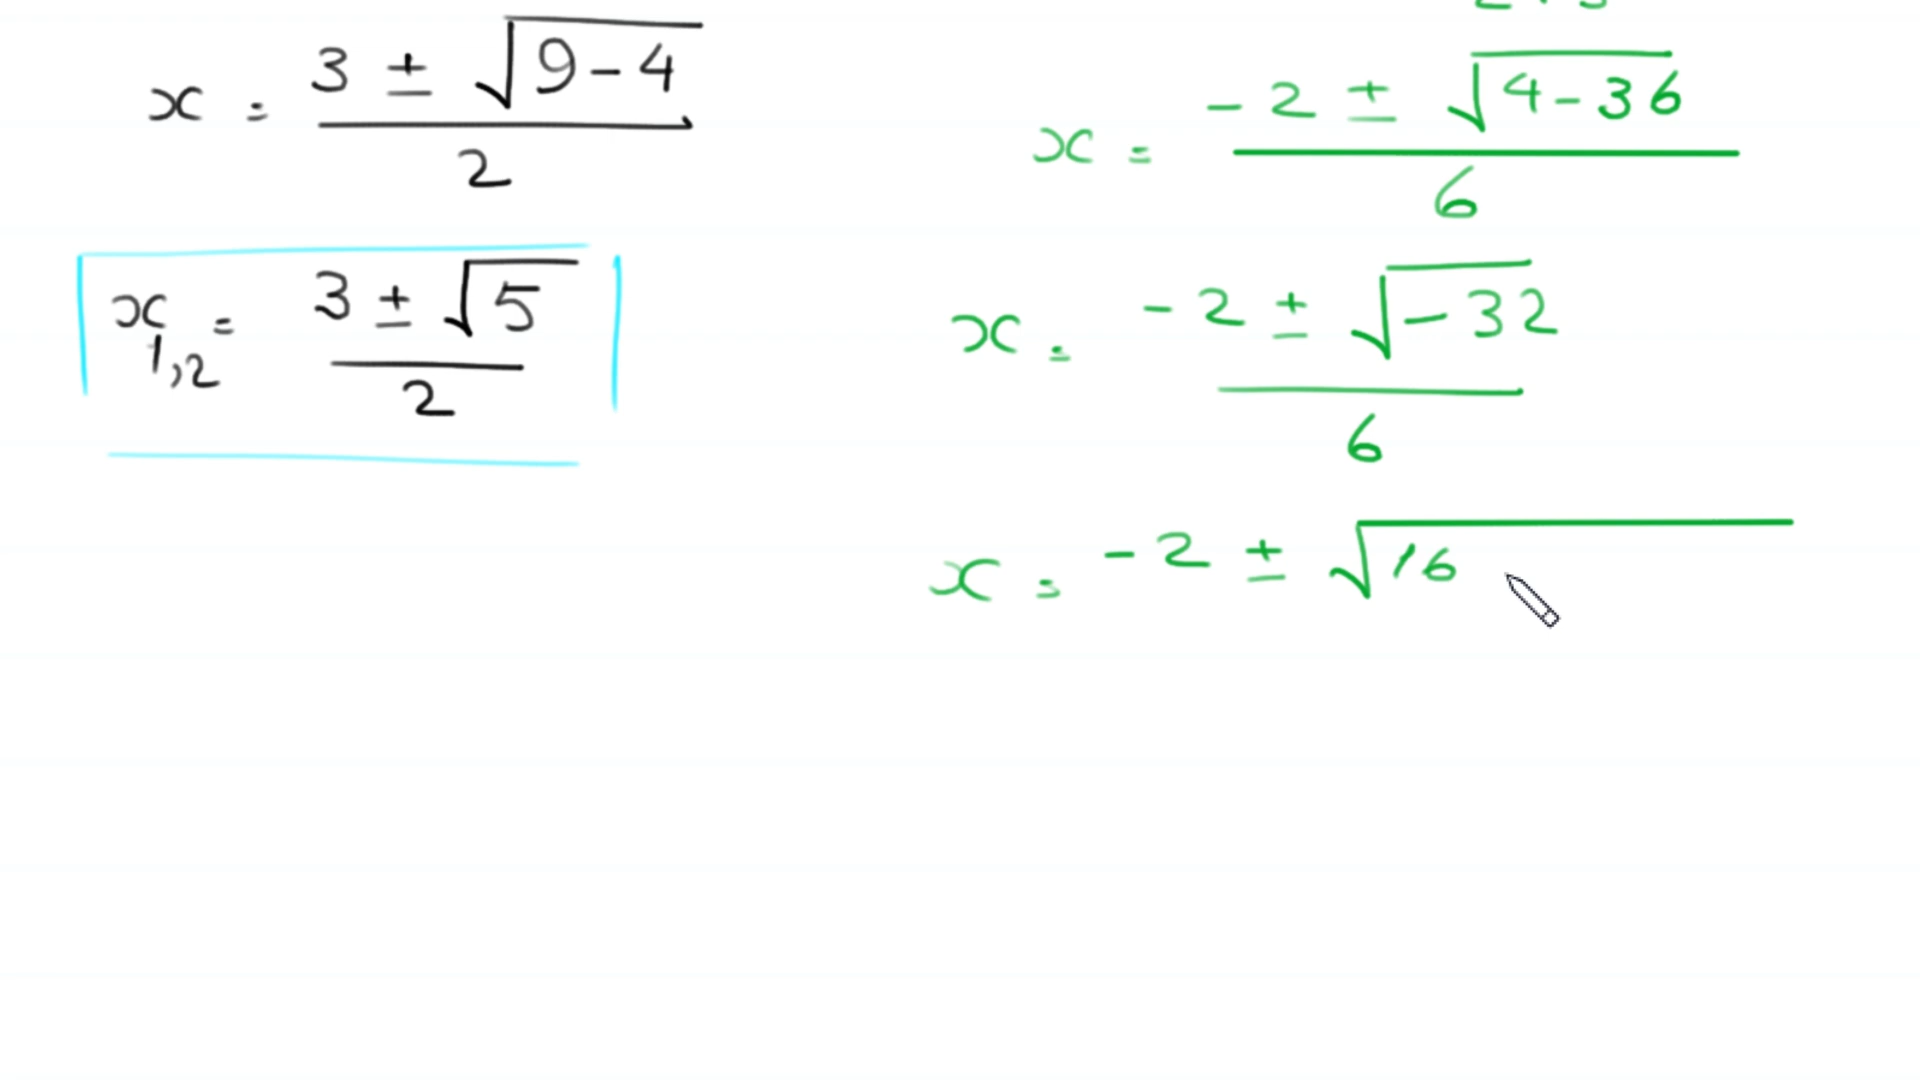 x = (3 ± √(9 - 4)) / 2
x1,2 = (3 ± √5) / 2
x = (-2 ± √(4 - 36)) / 6
x = (-2 ± √(-32)) / 6
x = -2 ± √16